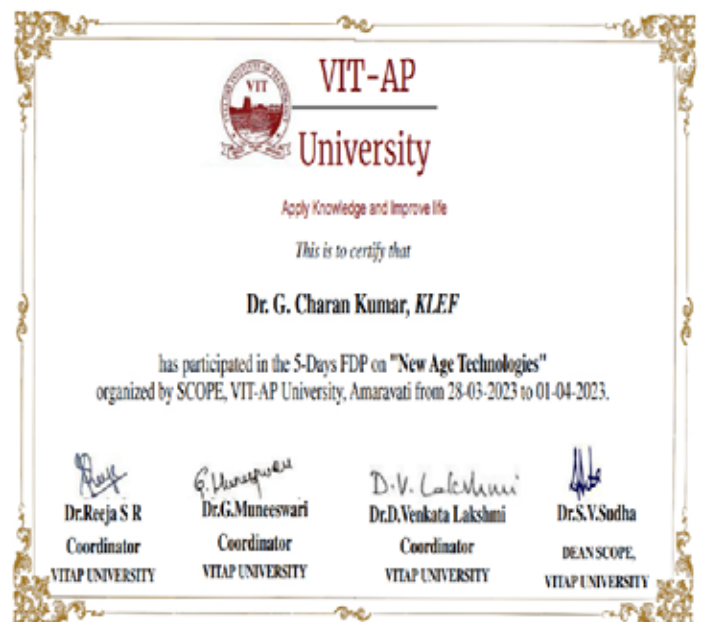 VIT
VIT-AP
University
Apply Knowledge and Improve life
This is to certify that
Dr. G. Charan Kumar, KLEF
has participated in the 5-Days FDP on "New Age Technologies"
organized by SCOPE, VIT-AP University, Amaravati from 28-03-2023 to 01-04-2023.
G. Muneeswari
D.V. Lakshmi
Dr.Reeja S R
Dr.G.Muneeswari
Dr.D.Venkata Lakshmi
Dr.S.V.Sudha
Coordinator
Coordinator
Coordinator
DEAN SCOPE,
VITAP UNIVERSITY
VITAP UNIVERSITY
VITAP UNIVERSITY
VITAP UNIVERSITY